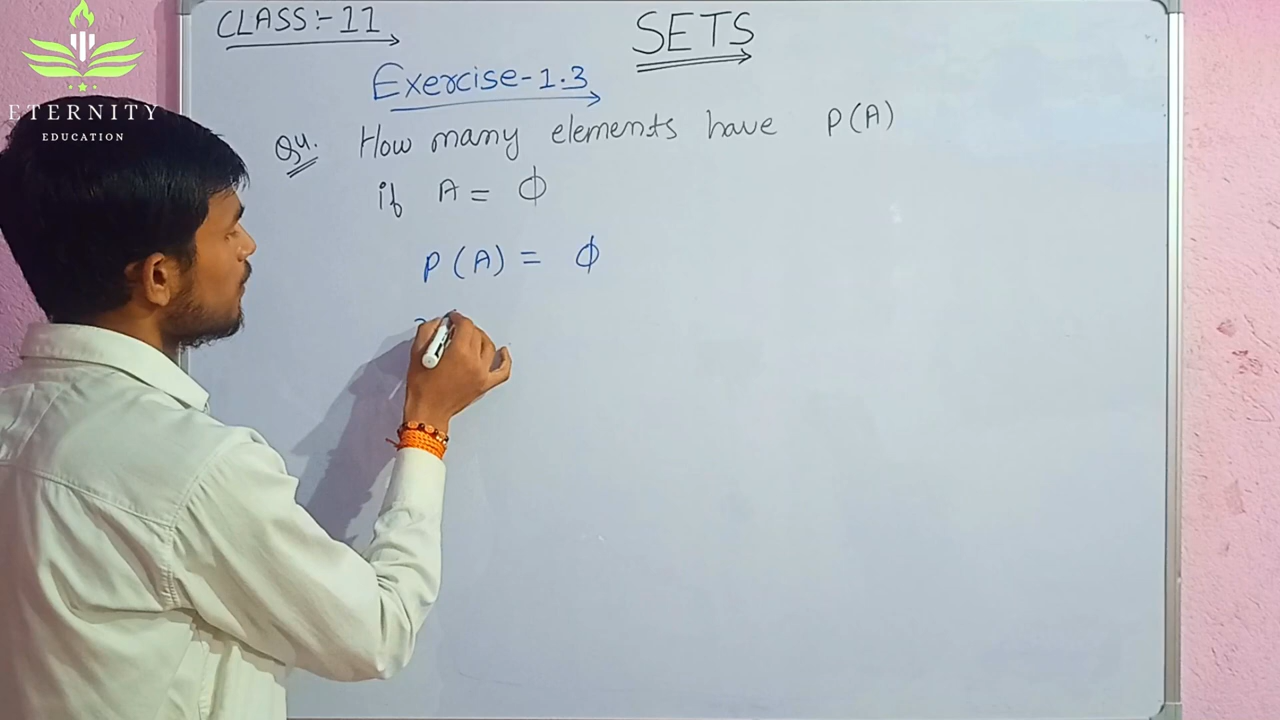 CLASS:- 11
SETS
Exercise-1.3
ETERNITY
EDUCATION
Qu. How many elements have P(A)
if A = ϕ
P(A) = ϕ